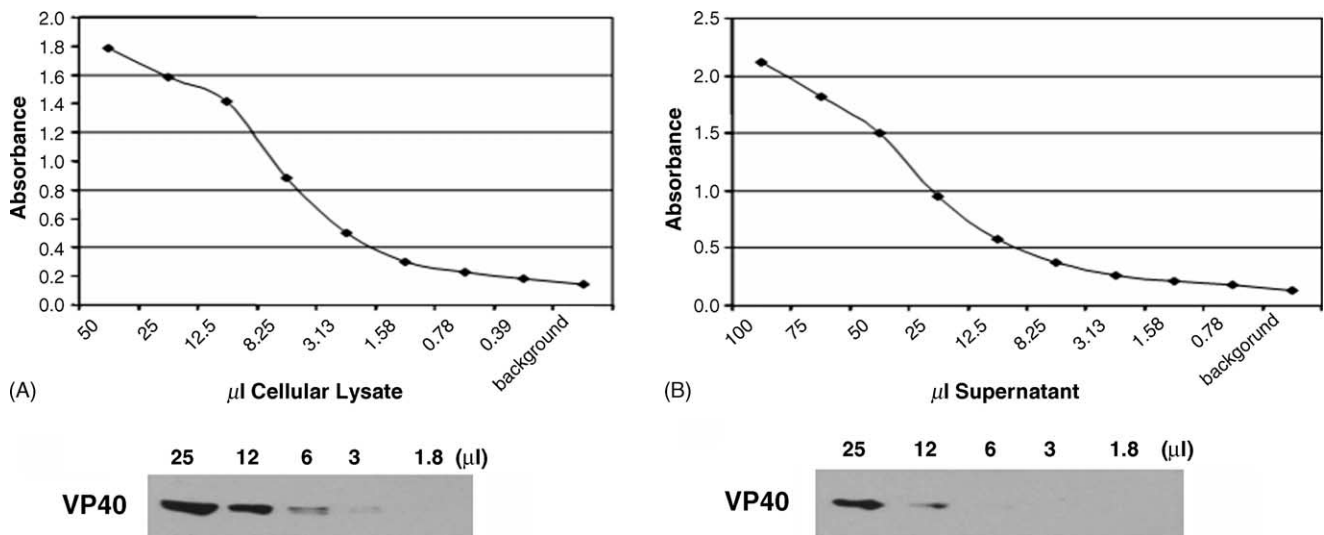 2.0
1.8
1.6
1.4
1.2
1.0
0.8
0.6
0.4
0.2
0.0
Absorbance
50
25
12.5
8.25
3.13
1.58
0.78
0.39
background
(A)
μl Cellular Lysate
25 12 6 3 1.8 (μl)
VP40
2.5
2.0
1.5
1.0
0.5
0.0
Absorbance
100
75
50
25
12.5
8.25
3.13
1.58
0.78
backgorund
(B)
μl Supernatant
25 12 6 3 1.8 (μl)
VP40